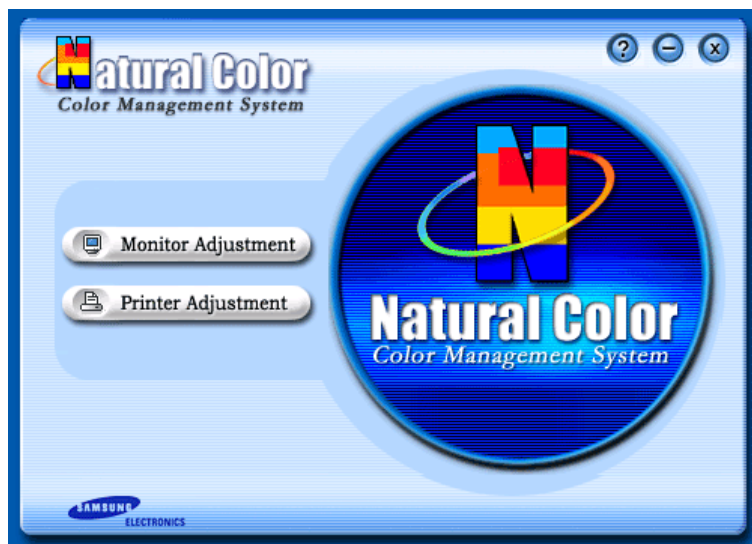 Natural Color
Color Management System
? – x
Monitor Adjustment
Printer Adjustment
N
Natural Color
Color Management System
SAMSUNG
ELECTRONICS